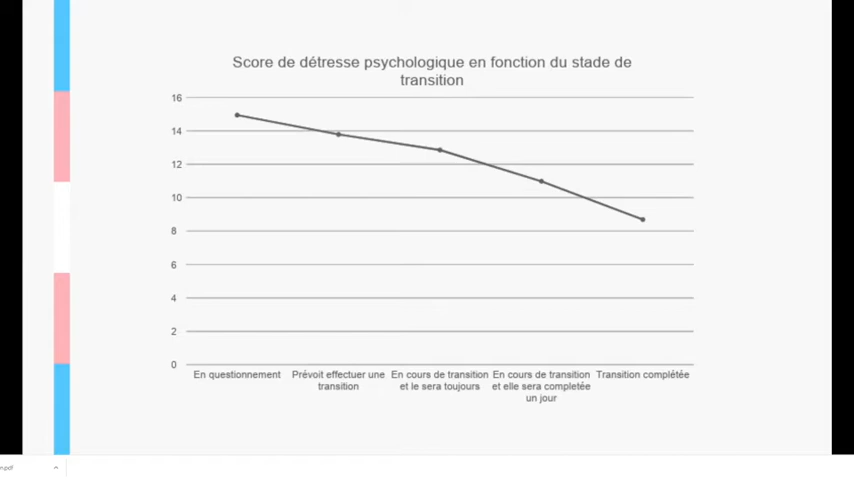 Score de détresse psychologique en fonction du stade de
transition
16
14
12
10
8
6
4
2
0
En questionnement
Prévoit effectuer une
transition
En cours de transition
et le sera toujours
En cours de transition
et elle sera completée
un jour
Transition complétée
n.pdf